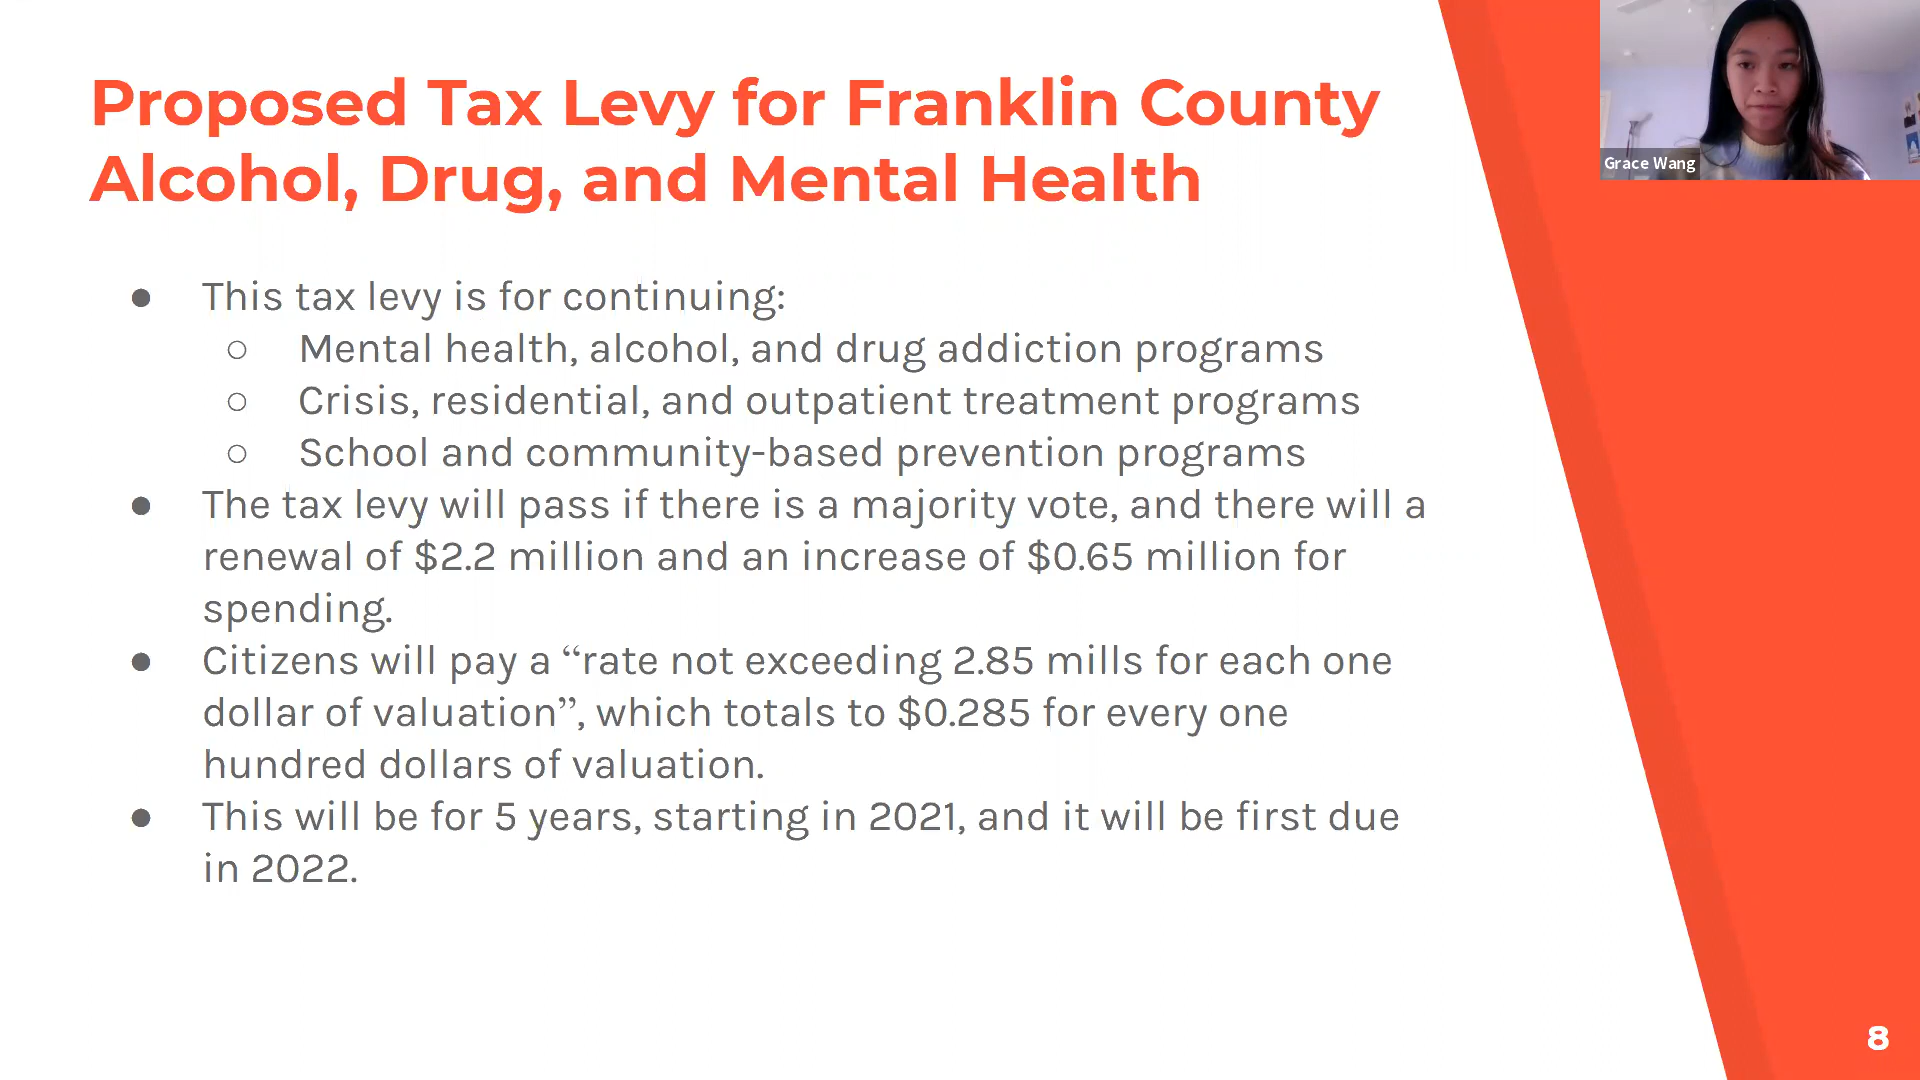 Proposed Tax Levy for Franklin County
Alcohol, Drug, and Mental Health
Grace Wang
● This tax levy is for continuing:
○ Mental health, alcohol, and drug addiction programs
○ Crisis, residential, and outpatient treatment programs
○ School and community-based prevention programs
● The tax levy will pass if there is a majority vote, and there will a
renewal of $2.2 million and an increase of $0.65 million for
spending.
● Citizens will pay a “rate not exceeding 2.85 mills for each one
dollar of valuation”, which totals to $0.285 for every one
hundred dollars of valuation.
● This will be for 5 years, starting in 2021, and it will be first due
in 2022.
8